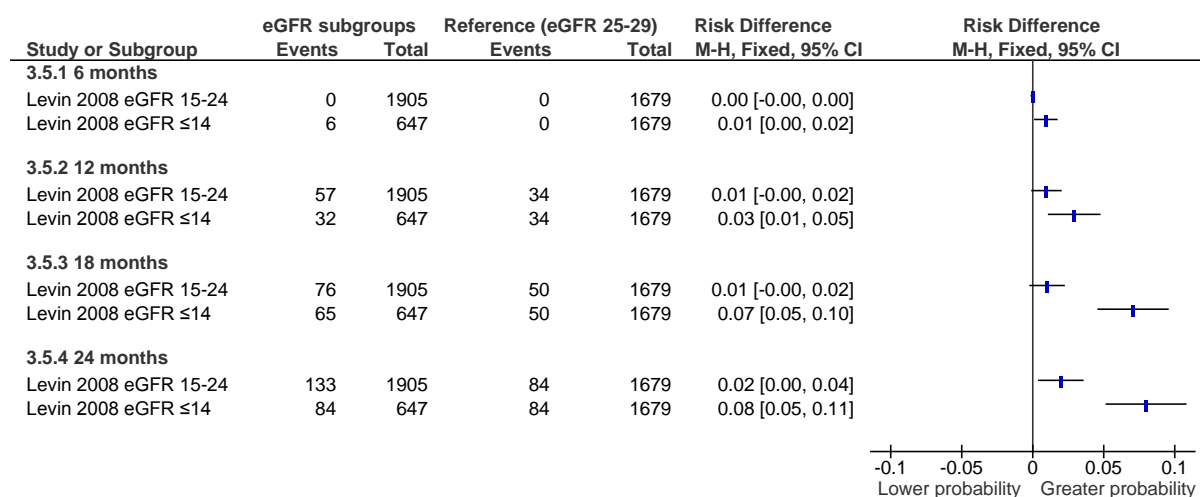 eGFR subgroups Reference (eGFR 25-29) Risk Difference Risk Difference
Study or Subgroup Events Total Events Total M-H, Fixed, 95% CI M-H, Fixed, 95% CI
3.5.1 6 months
Levin 2008 eGFR 15-24 0 1905 0 1679 0.00 [-0.00, 0.00]
Levin 2008 eGFR ≤14 6 647 0 1679 0.01 [0.00, 0.02]
3.5.2 12 months
Levin 2008 eGFR 15-24 57 1905 34 1679 0.01 [-0.00, 0.02]
Levin 2008 eGFR ≤14 32 647 34 1679 0.03 [0.01, 0.05]
3.5.3 18 months
Levin 2008 eGFR 15-24 76 1905 50 1679 0.01 [-0.00, 0.02]
Levin 2008 eGFR ≤14 65 647 50 1679 0.07 [0.05, 0.10]
3.5.4 24 months
Levin 2008 eGFR 15-24 133 1905 84 1679 0.02 [0.00, 0.04]
Levin 2008 eGFR ≤14 84 647 84 1679 0.08 [0.05, 0.11]
-0.1 -0.05 0 0.05 0.1
Lower probability Greater probability